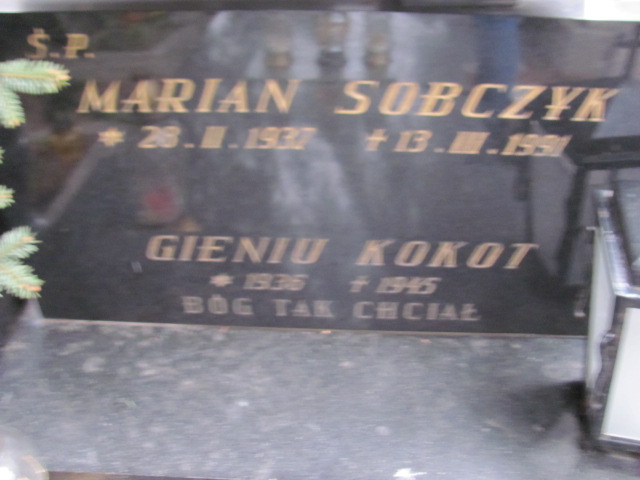 Ś.P.
MARIAN SOBCZYK
* 28.II.1937 † 13.III.1991
GIENIU KOKOT
* 1936 † 1945
BÓG TAK CHCIAŁ